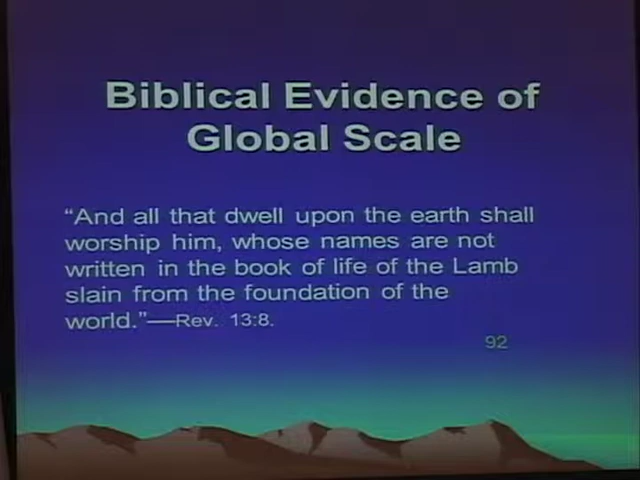 Biblical Evidence of
Global Scale
“And all that dwell upon the earth shall
worship him, whose names are not
written in the book of life of the Lamb
slain from the foundation of the
world.”—Rev. 13:8.
92